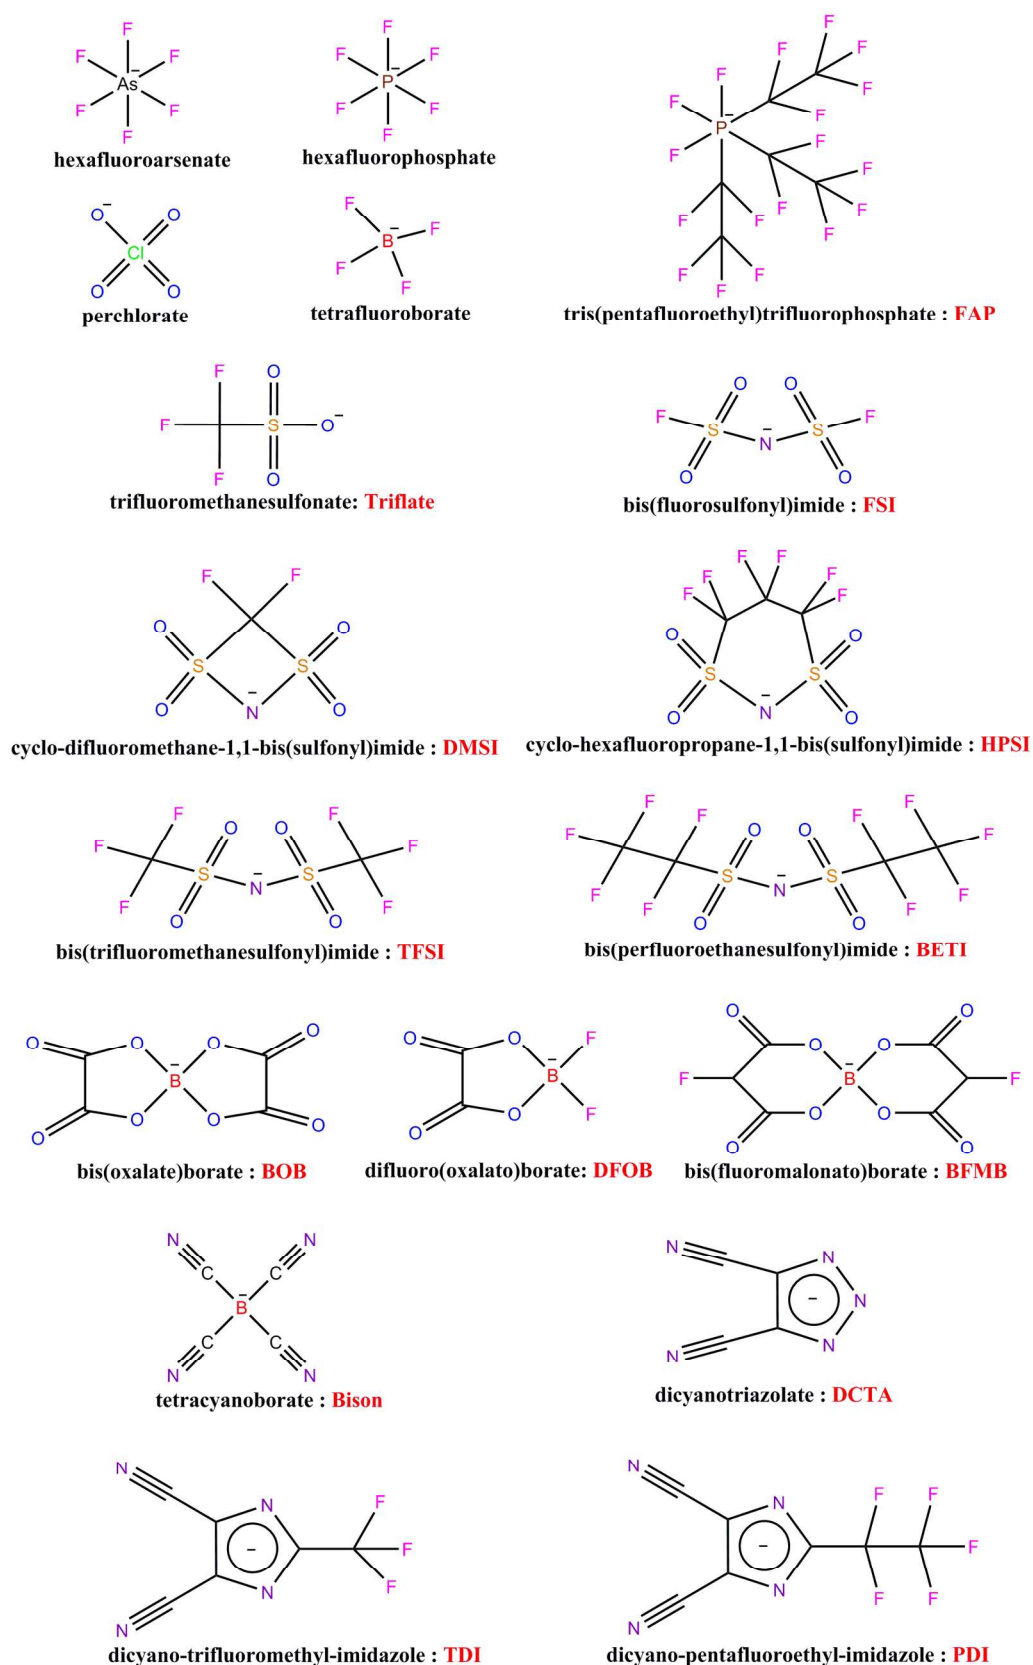 F
F F
As−
F F
F
hexafluoroarsenate
F
F F
P−
F F
F
hexafluorophosphate
F
F F
F F
F
F P−
F
F F
F F
F F
F F
F
F F
F
tris(pentafluoroethyl)trifluorophosphate : FAP
O− O
Cl
O O
perchlorate
F
F
B−
F
F
tetrafluoroborate
F O
F S O−
F O
trifluoromethanesulfonate: Triflate
O O
F F
S N− S
O O
bis(fluorosulfonyl)imide : FSI
F F
O O
S S
O N− O
cyclo-difluoromethane-1,1-bis(sulfonyl)imide : DMSI
F F
F F
F F
O O
S S
O N− O
cyclo-hexafluoropropane-1,1-bis(sulfonyl)imide : HPSI
F O O F
F F
S N− S
F O O F
bis(trifluoromethanesulfonyl)imide : TFSI
F F O O F F
F F
S N− S
F F O O F F
bis(perfluoroethanesulfonyl)imide : BETI
O O O O
B−
O O O O
bis(oxalate)borate : BOB
O O F
B−
O O F
difluoro(oxalato)borate: DFOB
O O
O O
F B− F
O O
O O
bis(fluoromalonato)borate : BFMB
N N
C C
B−
C C
N N
tetracyanoborate : Bison
N N
− N
N N
dicyanotriazolate : DCTA
N
N F
− F
N F
N
dicyano-trifluoromethyl-imidazole : TDI
N
N F F
− F
N F F
N
dicyano-pentafluoroethyl-imidazole : PDI